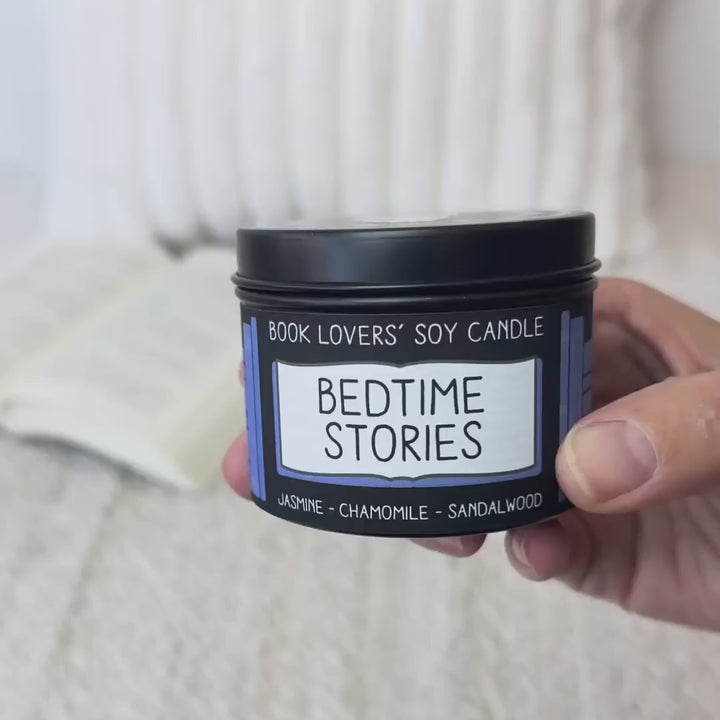 BOOK LOVERS' SOY CANDLE
BEDTIME
STORIES
JASMINE - CHAMOMILE - SANDALWOOD